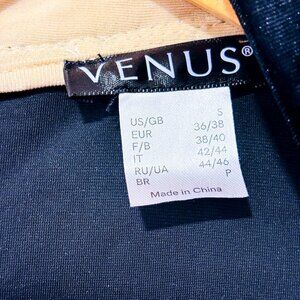 VENUS®
US/GB S
EUR 36/38
F/B 38/40
IT 42/44
RU/UA 44/46
BR P
Made in China